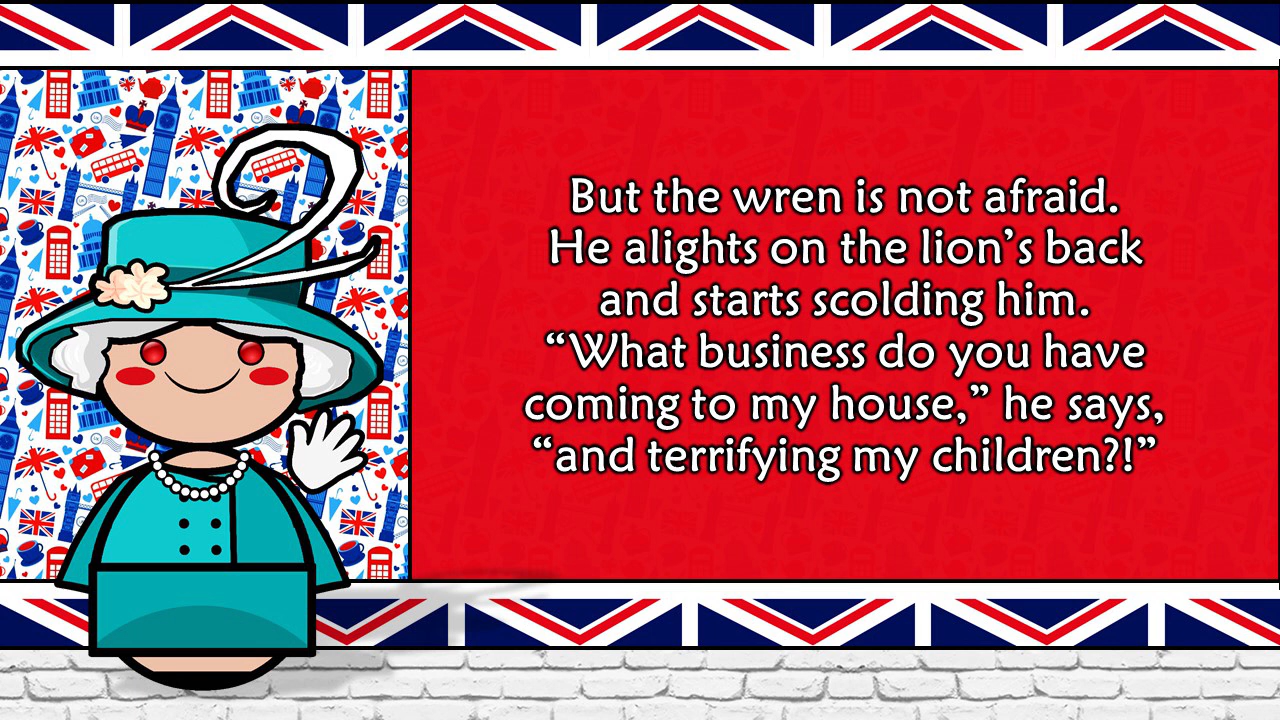 But the wren is not afraid.
He alights on the lion’s back
and starts scolding him.
“What business do you have
coming to my house,” he says,
“and terrifying my children?!”